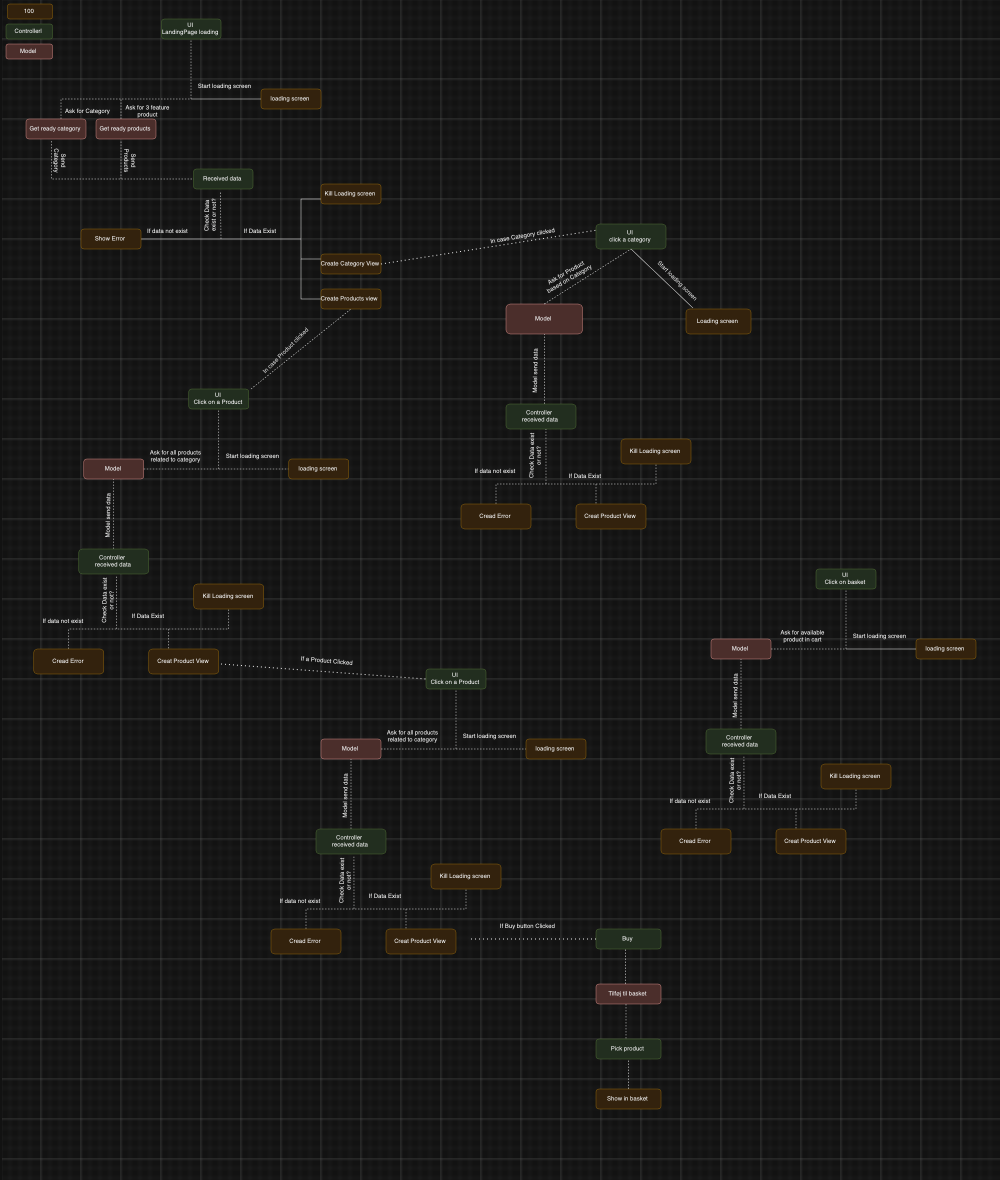 100
Controllerl
Model
UI
LandingPage loading
Start loading screen
loading screen
Ask for Category
Ask for 3 feature
product
Get ready category
Get ready products
Send
Category
Send
Products
Received data
Check Data
exist or not?
Kill Loading screen
Show Error
If data not exist
If Data Exist
Create Category View
Create Products view
In case Category clicked
UI
click a category
Ask for Product
based on Category
Start loading screen
Model
Loading screen
In case Product clicked
Model send data
UI
Click on a Product
Controller
received data
Ask for all products
related to category
Start loading screen
Model
loading screen
Check Data exist
or not?
Kill Loading screen
If data not exist
If Data Exist
Cread Error
Creat Product View
Model send data
Controller
received data
Check Data exist
or not?
Kill Loading screen
If data not exist
If Data Exist
Cread Error
Creat Product View
If a Product Clicked
UI
Click on a Product
Ask for all products
related to category
Start loading screen
Model
loading screen
Model send data
Controller
received data
Check Data exist
or not?
Kill Loading screen
If data not exist
If Data Exist
Cread Error
Creat Product View
If Buy button Clicked
Buy
Tilføj til basket
Pick product
Show in basket
UI
Click on basket
Ask for available
product in cart
Start loading screen
Model
loading screen
Model send data
Controller
received data
Check Data exist
or not?
Kill Loading screen
If data not exist
If Data Exist
Cread Error
Creat Product View